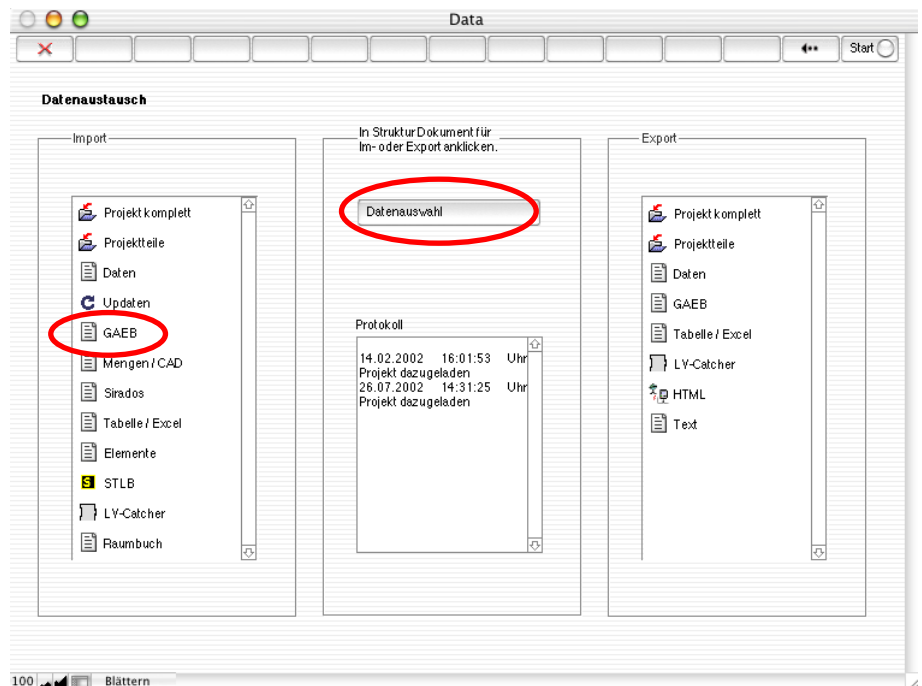 Data
Start
Datenaustausch
Import
Projekt komplett
Projektteile
Daten
Updaten
GAEB
Mengen / CAD
Sirados
Tabelle / Excel
Elemente
STLB
LV-Catcher
Raumbuch
In Struktur Dokument für
Im- oder Export anklicken.
Datenauswahl
Protokoll
14.02.2002 16:01:53 Uhr
Projekt dazugeladen
26.07.2002 14:31:25 Uhr
Projekt dazugeladen
Export
Projekt komplett
Projektteile
Daten
GAEB
Tabelle / Excel
LV-Catcher
HTML
Text
100 Blättern